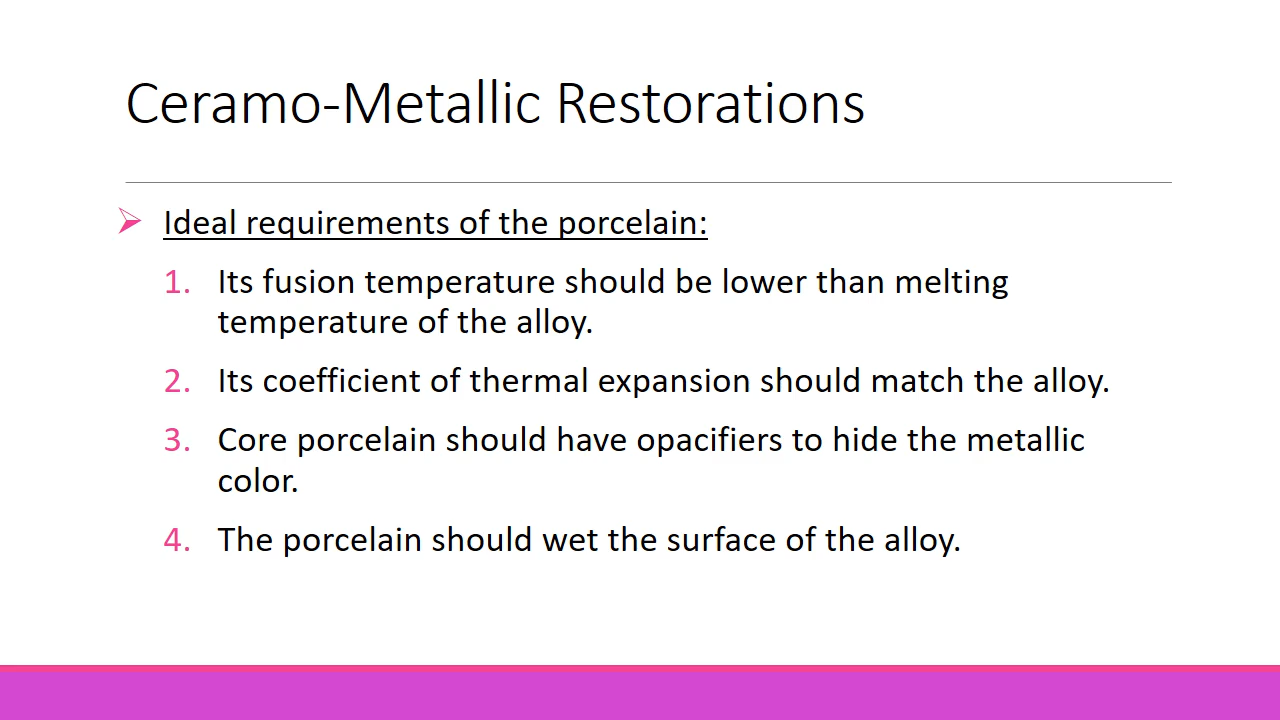 Ceramo-Metallic Restorations
Ideal requirements of the porcelain:
1. Its fusion temperature should be lower than melting
temperature of the alloy.
2. Its coefficient of thermal expansion should match the alloy.
3. Core porcelain should have opacifiers to hide the metallic
color.
4. The porcelain should wet the surface of the alloy.